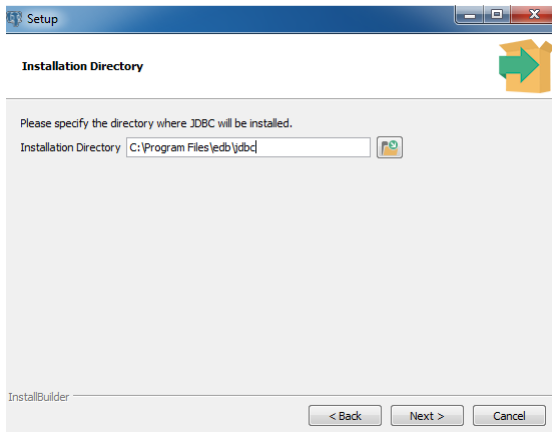 Setup
Installation Directory
Please specify the directory where JDBC will be installed.
Installation Directory C:\Program Files\edb\jdbc
InstallBuilder
< Back Next > Cancel